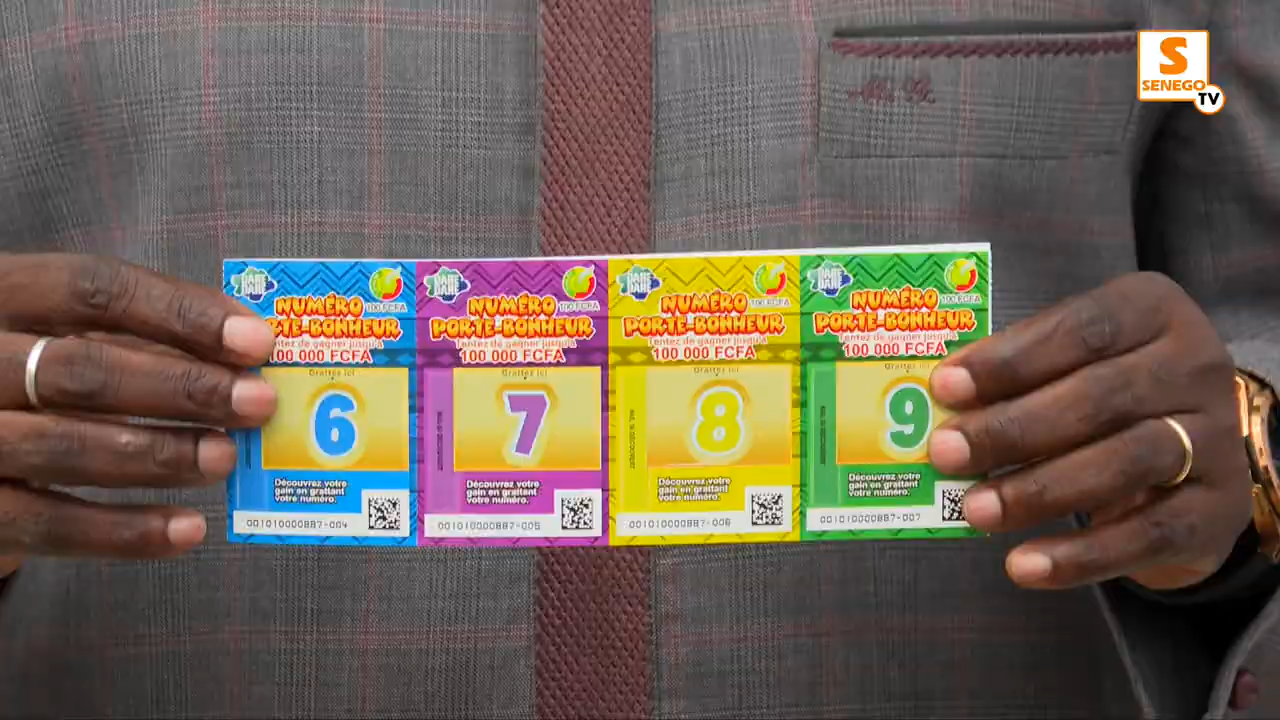 S
SENEGO
TV
NUMÉRO
100 FCFA
RTE-BONHEUR
Tentez de gagner jusqu'à
100 000 FCFA
Grattez ici
6
Découvrez votre
gain en grattant
votre numéro.
001010000887-004
NUMÉRO
100 FCFA
PORTE-BONHEUR
Tentez de gagner jusqu'à
100 000 FCFA
Grattez ici
7
Découvrez votre
gain en grattant
votre numéro.
001010000887-005
NUMÉRO
100 FCFA
PORTE-BONHEUR
Tentez de gagner jusqu'à
100 000 FCFA
Grattez ici
8
Découvrez votre
gain en grattant
votre numéro.
001010000887-006
NUMÉRO
100 FCFA
PORTE-BONHEUR
Tentez de gagner jusqu'à
100 000 FCFA
Grattez ici
9
Découvrez votre
gain en grattant
votre numéro.
001010000887-007